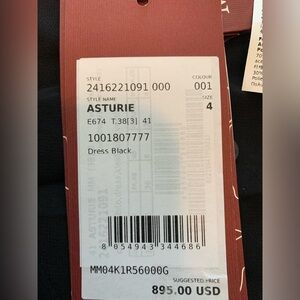 STYLE COLOUR
2416221091 000 001
STYLE NAME SIZE
ASTURIE 4
E674 T.38[3] 41
1001807777
Dress Black
8 054943 344686
MM04K1R56000G
SUGGESTED PRICE
895.00 USD